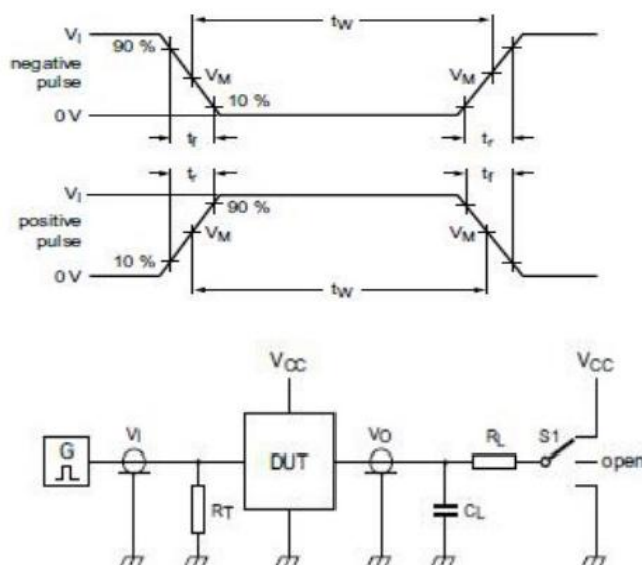 VI
tW
90 %
negative
pulse
VM
VM
10 %
0 V
tf
tr
tr
tf
VI
90 %
positive
pulse
VM
VM
10 %
0 V
tW
VCC
VCC
G
VI
DUT
VO
RL
S1
open
RT
CL